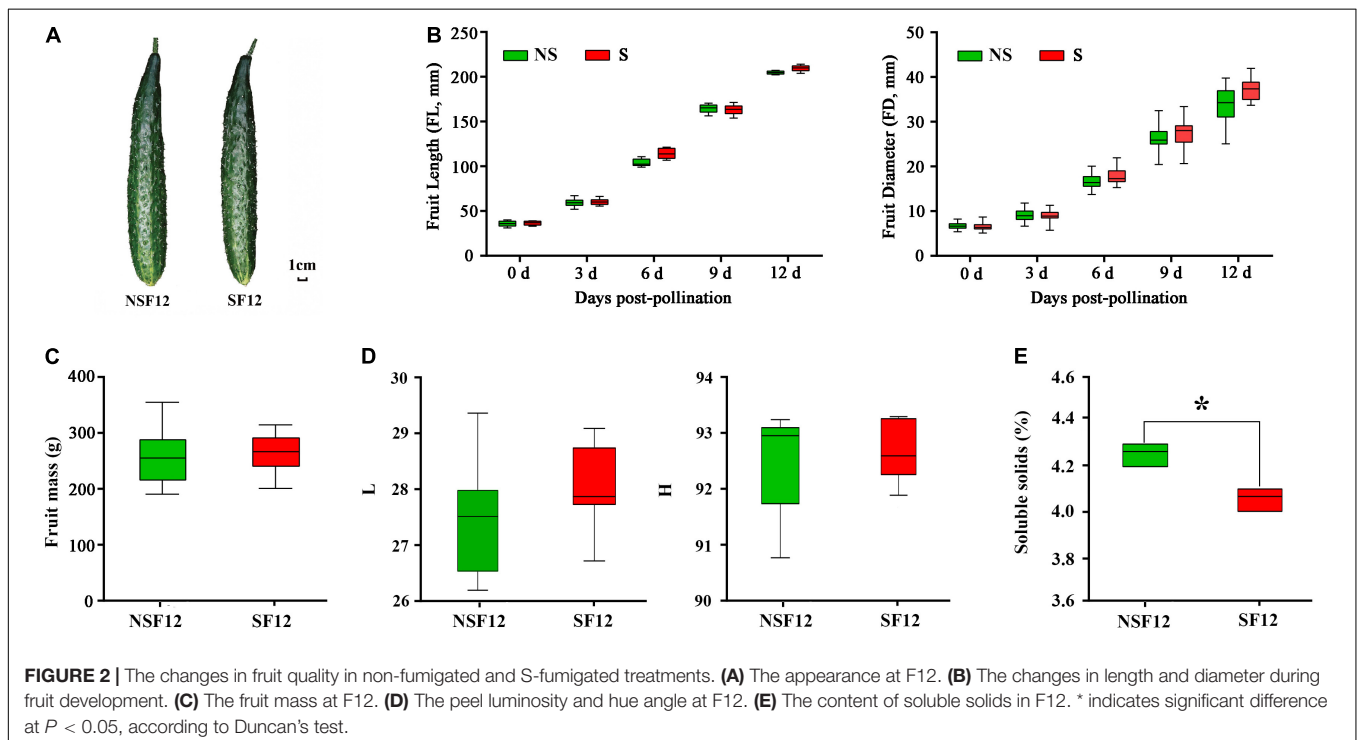 A
NSF12 SF12
1cm
B
NS S
Fruit Length (FL, mm)
250
200
150
100
50
0
0 d 3 d 6 d 9 d 12 d
Days post-pollination
NS S
Fruit Diameter (FD, mm)
50
40
30
20
10
0
0 d 3 d 6 d 9 d 12 d
Days post-pollination
C
Fruit mass (g)
400
300
200
100
0
NSF12 SF12
D
L
30
29
28
27
26
NSF12 SF12
H
94
93
92
91
90
NSF12 SF12
E
Soluble solids (%)
4.6
4.4
4.2
4.0
3.8
3.6
*
NSF12 SF12
FIGURE 2 | The changes in fruit quality in non-fumigated and S-fumigated treatments. (A) The appearance at F12. (B) The changes in length and diameter during
fruit development. (C) The fruit mass at F12. (D) The peel luminosity and hue angle at F12. (E) The content of soluble solids in F12. * indicates significant difference
at P < 0.05, according to Duncan's test.